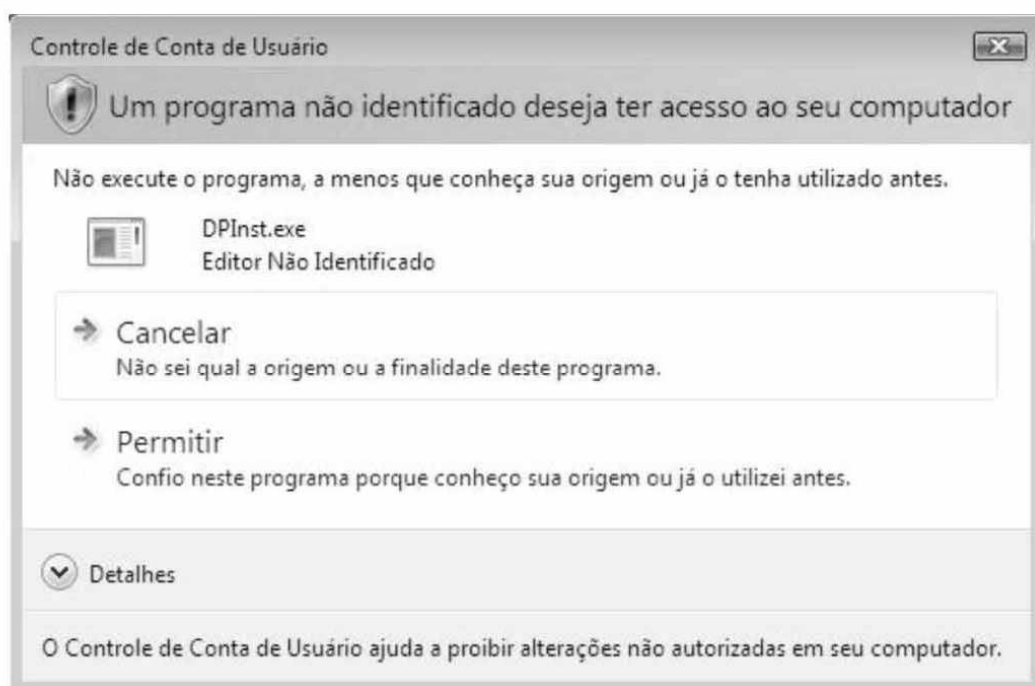 Controle de Conta de Usuário
Um programa não identificado deseja ter acesso ao seu computador
Não execute o programa, a menos que conheça sua origem ou já o tenha utilizado antes.
DPInst.exe
Editor Não Identificado
Cancelar
Não sei qual a origem ou a finalidade deste programa.
Permitir
Confio neste programa porque conheço sua origem ou já o utilizei antes.
Detalhes
O Controle de Conta de Usuário ajuda a proibir alterações não autorizadas em seu computador.